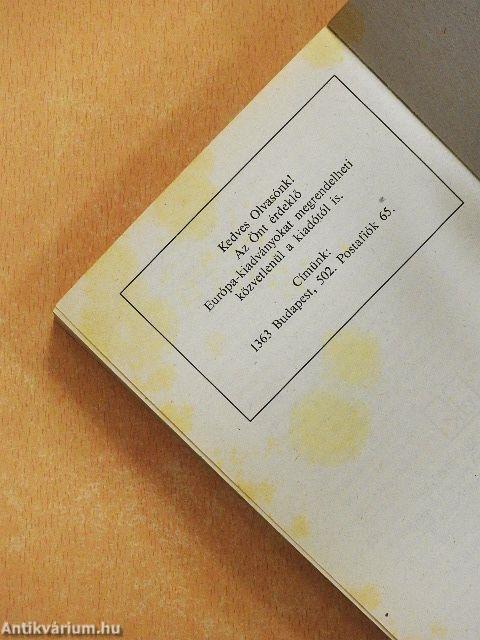 Kedves Olvasónk!
Az Önt érdeklő
Európa-kiadványokat megrendelheti
közvetlenül a kiadótól is.
Címünk:
1363 Budapest, 502. Postafiók 65.
Antikvárium.hu